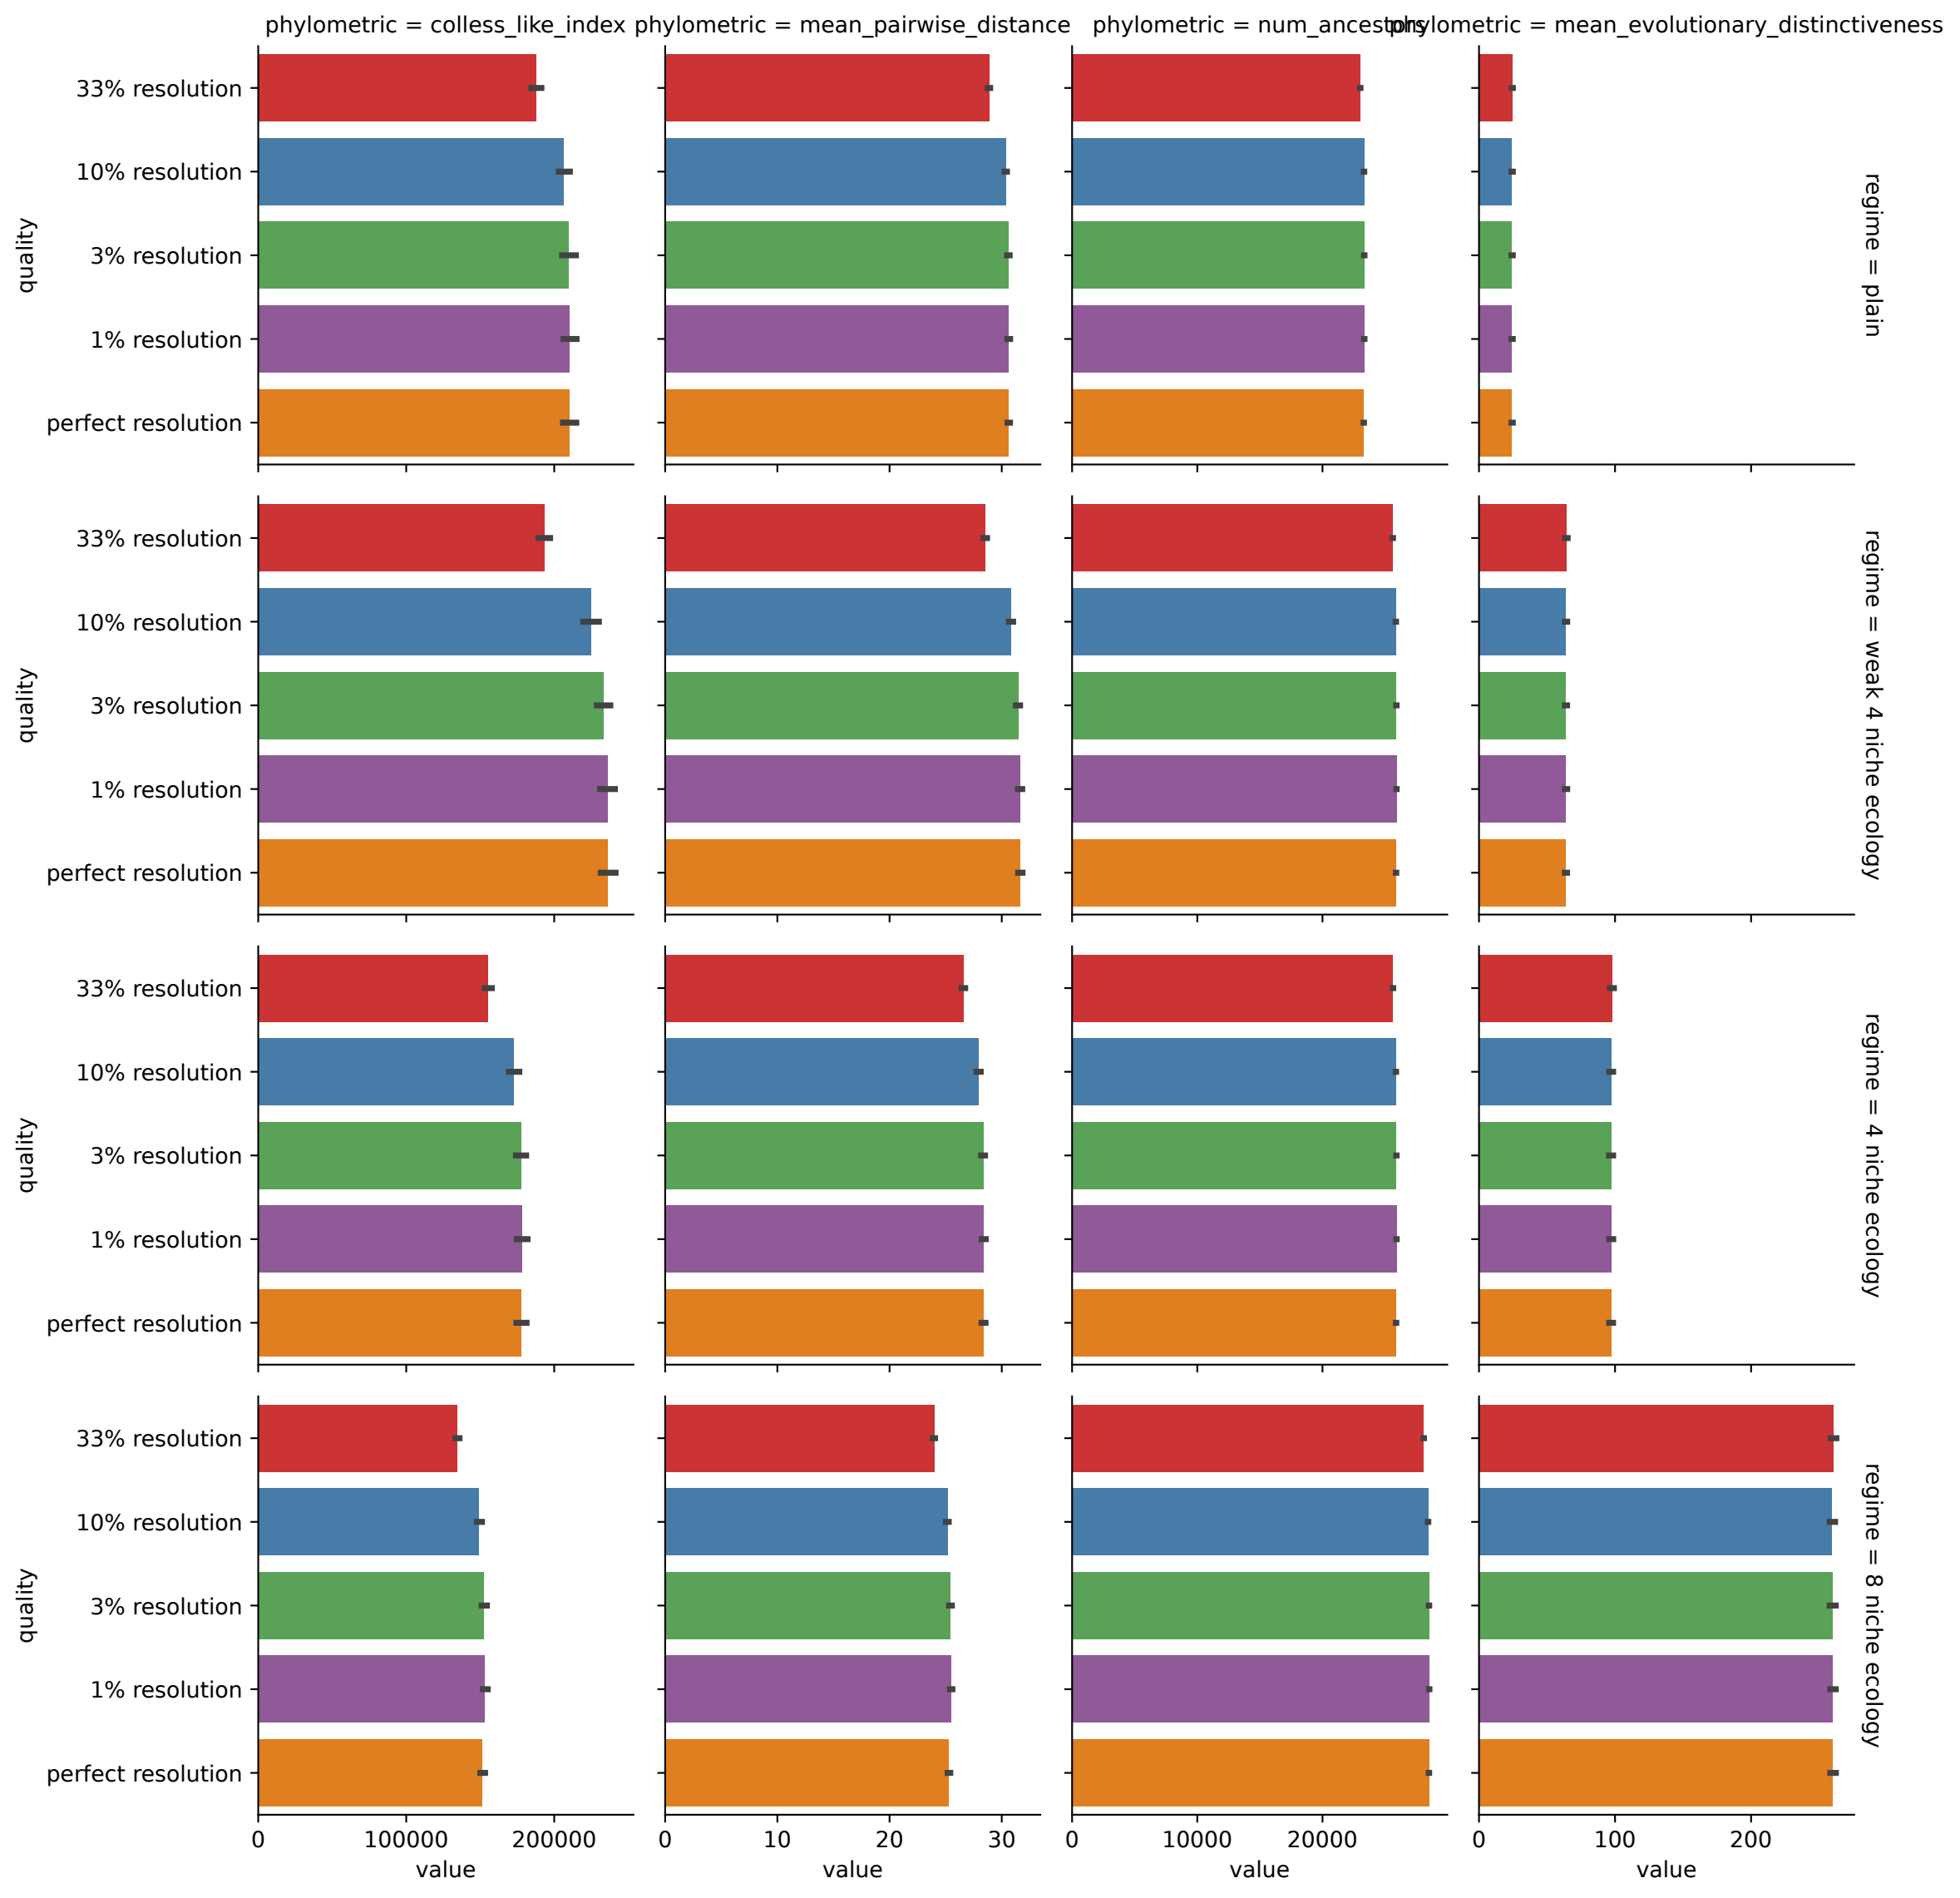 phylometric = colless_like_index
phylometric = mean_pairwise_distance
phylometric = num_ancestors
phylometric = mean_evolutionary_distinctiveness
quality
33% resolution
10% resolution
3% resolution
1% resolution
perfect resolution
regime = plain
quality
33% resolution
10% resolution
3% resolution
1% resolution
perfect resolution
regime = weak 4 niche ecology
quality
33% resolution
10% resolution
3% resolution
1% resolution
perfect resolution
regime = 4 niche ecology
quality
33% resolution
10% resolution
3% resolution
1% resolution
perfect resolution
regime = 8 niche ecology
0 100000 200000
0 10 20 30
0 10000 20000
0 100 200
value
value
value
value